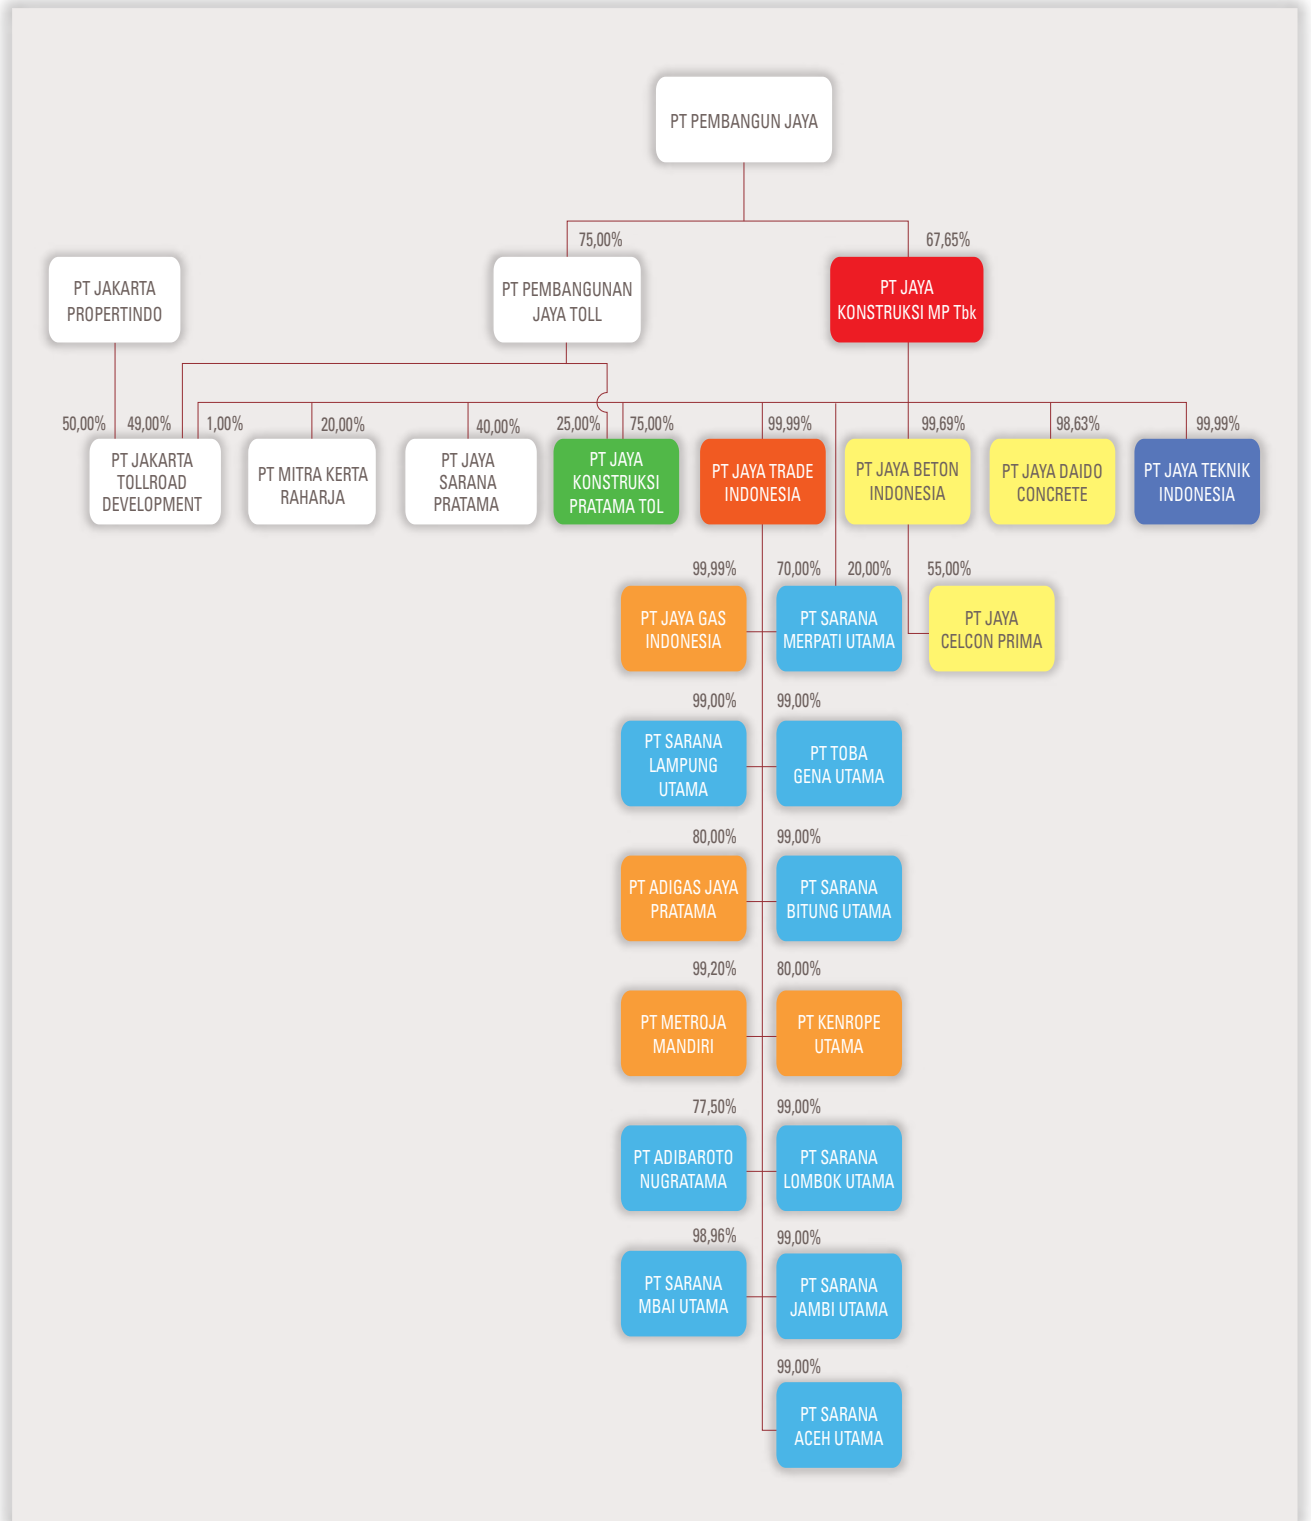 PT PEMBANGUN JAYA
75,00%
67,65%
PT JAKARTA
PROPERTINDO
PT PEMBANGUNAN
JAYA TOLL
PT JAYA
KONSTRUKSI MP Tbk
50,00%
49,00%
1,00%
20,00%
40,00%
25,00%
75,00%
99,99%
99,69%
98,63%
99,99%
PT JAKARTA
TOLLROAD
DEVELOPMENT
PT MITRA KERTA
RAHARJA
PT JAYA
SARANA
PRATAMA
PT JAYA
KONSTRUKSI
PRATAMA TOL
PT JAYA TRADE
INDONESIA
PT JAYA BETON
INDONESIA
PT JAYA DAIDO
CONCRETE
PT JAYA TEKNIK
INDONESIA
99,99%
70,00%
20,00%
55,00%
PT JAYA GAS
INDONESIA
PT SARANA
MERPATI UTAMA
PT JAYA
CELCON PRIMA
99,00%
99,00%
PT SARANA
LAMPUNG
UTAMA
PT TOBA
GENA UTAMA
80,00%
99,00%
PT ADIGAS JAYA
PRATAMA
PT SARANA
BITUNG UTAMA
99,20%
80,00%
PT METROJA
MANDIRI
PT KENROPE
UTAMA
77,50%
99,00%
PT ADIBAROTO
NUGRATAMA
PT SARANA
LOMBOK UTAMA
98,96%
99,00%
PT SARANA
MBAI UTAMA
PT SARANA
JAMBI UTAMA
99,00%
PT SARANA
ACEH UTAMA